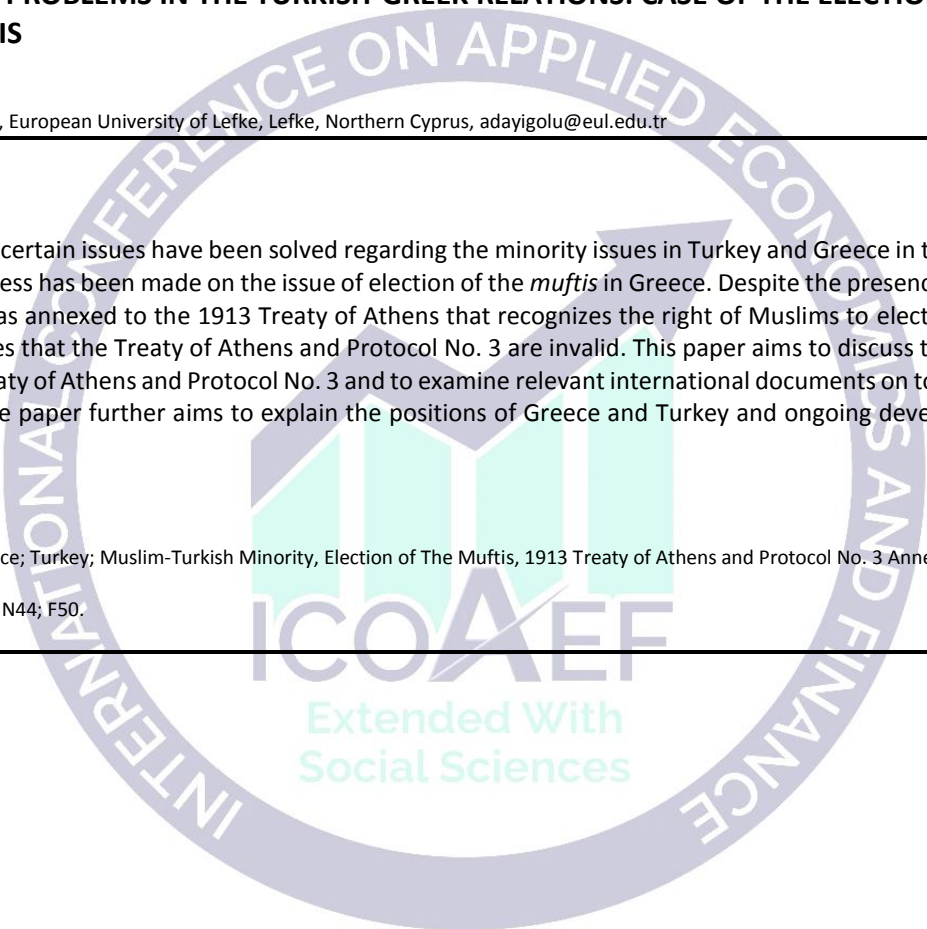 PROBLEMS IN THE TURKISH-GREEK RELATIONS: CASE OF THE ELECTION
IS
, European University of Lefke, Lefke, Northern Cyprus, adayigolu@eul.edu.tr
certain issues have been solved regarding the minority issues in Turkey and Greece in
ess has been made on the issue of election of the muftis in Greece. Despite the presenc
as annexed to the 1913 Treaty of Athens that recognizes the right of Muslims to elect
es that the Treaty of Athens and Protocol No. 3 are invalid. This paper aims to discuss
aty of Athens and Protocol No. 3 and to examine relevant international documents on
e paper further aims to explain the positions of Greece and Turkey and ongoing deve
ce; Turkey; Muslim-Turkish Minority, Election of The Muftis, 1913 Treaty of Athens and Protocol No. 3 Anne
N44; F50.
INTERNATIONAL CONFERENCE ON APPLIED ECONOMICS AND FINANCE
ICOAEF
Extended With
Social Sciences